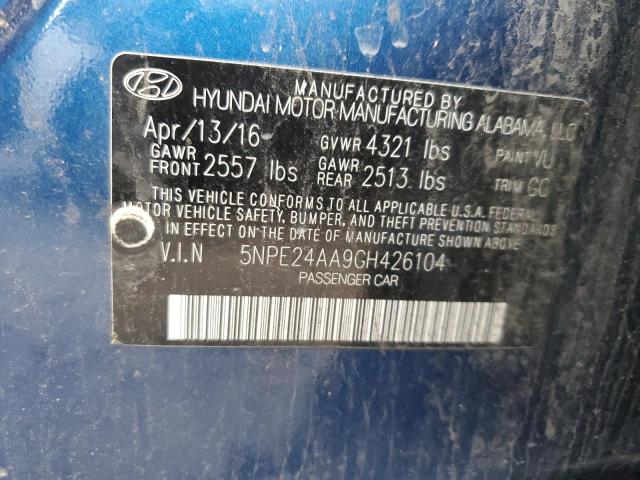 MANUFACTURED BY
HYUNDAI MOTOR MANUFACTURING ALABAMA, LLC
Apr/13/16 GVWR 4321 lbs PAINT VU
GAWR FRONT 2557 lbs GAWR REAR 2513 lbs TRIM GC
THIS VEHICLE CONFORMS TO ALL APPLICABLE U.S.A. FEDERAL
MOTOR VEHICLE SAFETY, BUMPER, AND THEFT PREVENTION STANDARDS
IN EFFECT ON THE DATE OF MANUFACTURE SHOWN ABOVE.
V.I.N 5NPE24AA9GH426104
PASSENGER CAR